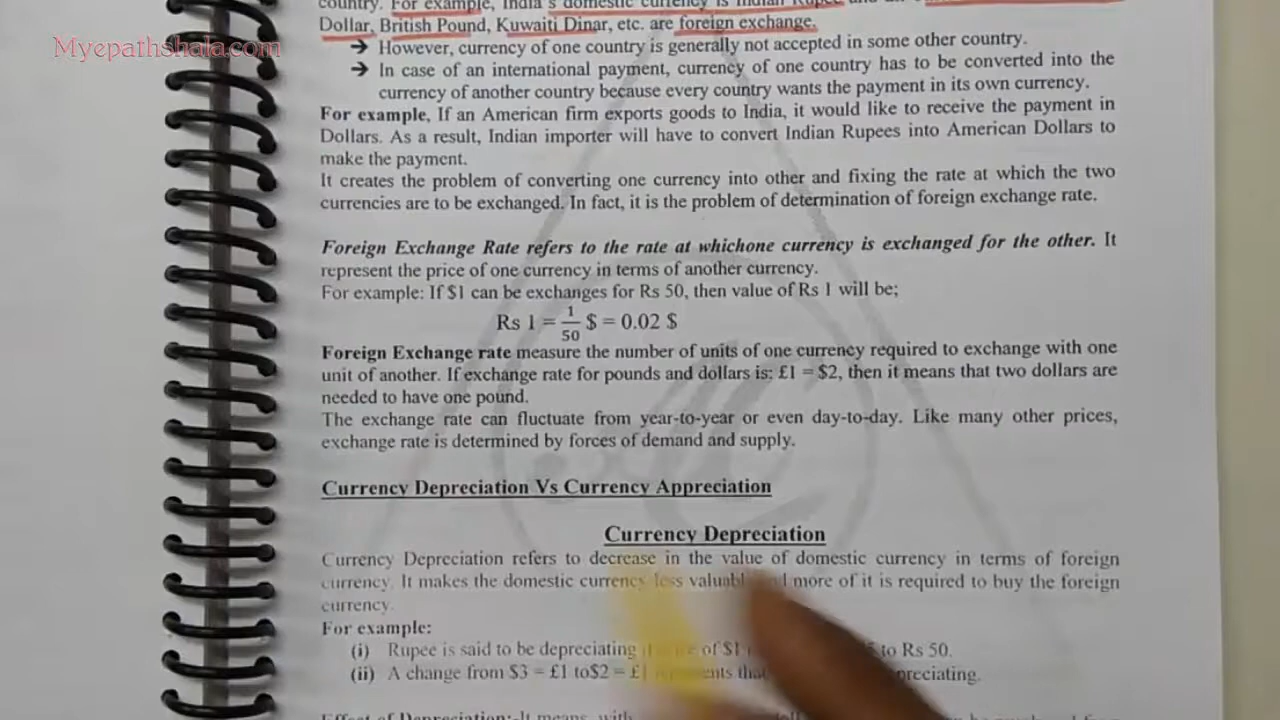 country. For example, India's domestic currency is Indian Rupee and all
Myepathshala.com
Dollar, British Pound, Kuwaiti Dinar, etc. are foreign exchange.
➔ However, currency of one country is generally not accepted in some other country.
➔ In case of an international payment, currency of one country has to be converted into the
currency of another country because every country wants the payment in its own currency.
For example, If an American firm exports goods to India, it would like to receive the payment in
Dollars. As a result, Indian importer will have to convert Indian Rupees into American Dollars to
make the payment.
It creates the problem of converting one currency into other and fixing the rate at which the two
currencies are to be exchanged. In fact, it is the problem of determination of foreign exchange rate.
Foreign Exchange Rate refers to the rate at whichone currency is exchanged for the other. It
represent the price of one currency in terms of another currency.
For example: If $1 can be exchanges for Rs 50, then value of Rs 1 will be;
Rs 1 = 1/50 $ = 0.02 $
Foreign Exchange rate measure the number of units of one currency required to exchange with one
unit of another. If exchange rate for pounds and dollars is: £1 = $2, then it means that two dollars are
needed to have one pound.
The exchange rate can fluctuate from year-to-year or even day-to-day. Like many other prices,
exchange rate is determined by forces of demand and supply.
Currency Depreciation Vs Currency Appreciation
Currency Depreciation
Currency Depreciation refers to decrease in the value of domestic currency in terms of foreign
currency. It makes the domestic currency less valuable and more of it is required to buy the foreign
currency.
For example:
(i) Rupee is said to be depreciating of $1 to Rs 50.
(ii) A change from $3 = £1 to$2 = £1 represents that depreciating.
Effect of Depreciation:-It means, with